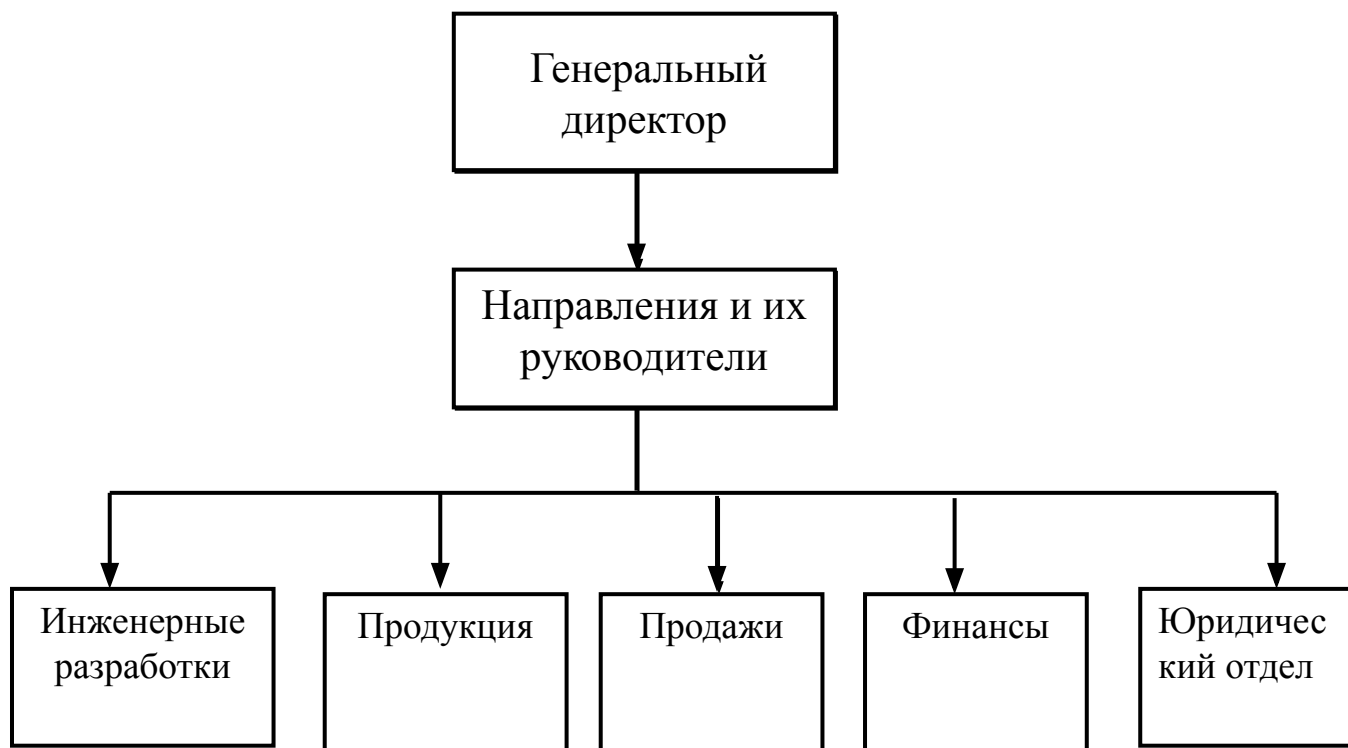 Генеральный
директор
Направления и их
руководители
Инженерные
разработки
Продукция
Продажи
Финансы
Юридичес
кий отдел